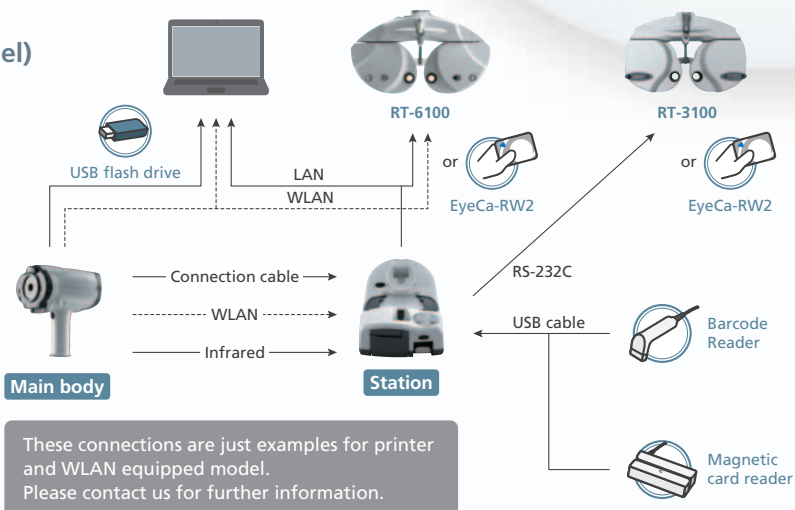 el)
RT-6100
RT-3100
USB flash drive
or
EyeCa-RW2
or
EyeCa-RW2
LAN
WLAN
RS-232C
Connection cable
WLAN
Infrared
USB cable
Barcode
Reader
Main body
Station
Magnetic
card reader
These connections are just examples for printer
and WLAN equipped model.
Please contact us for further information.